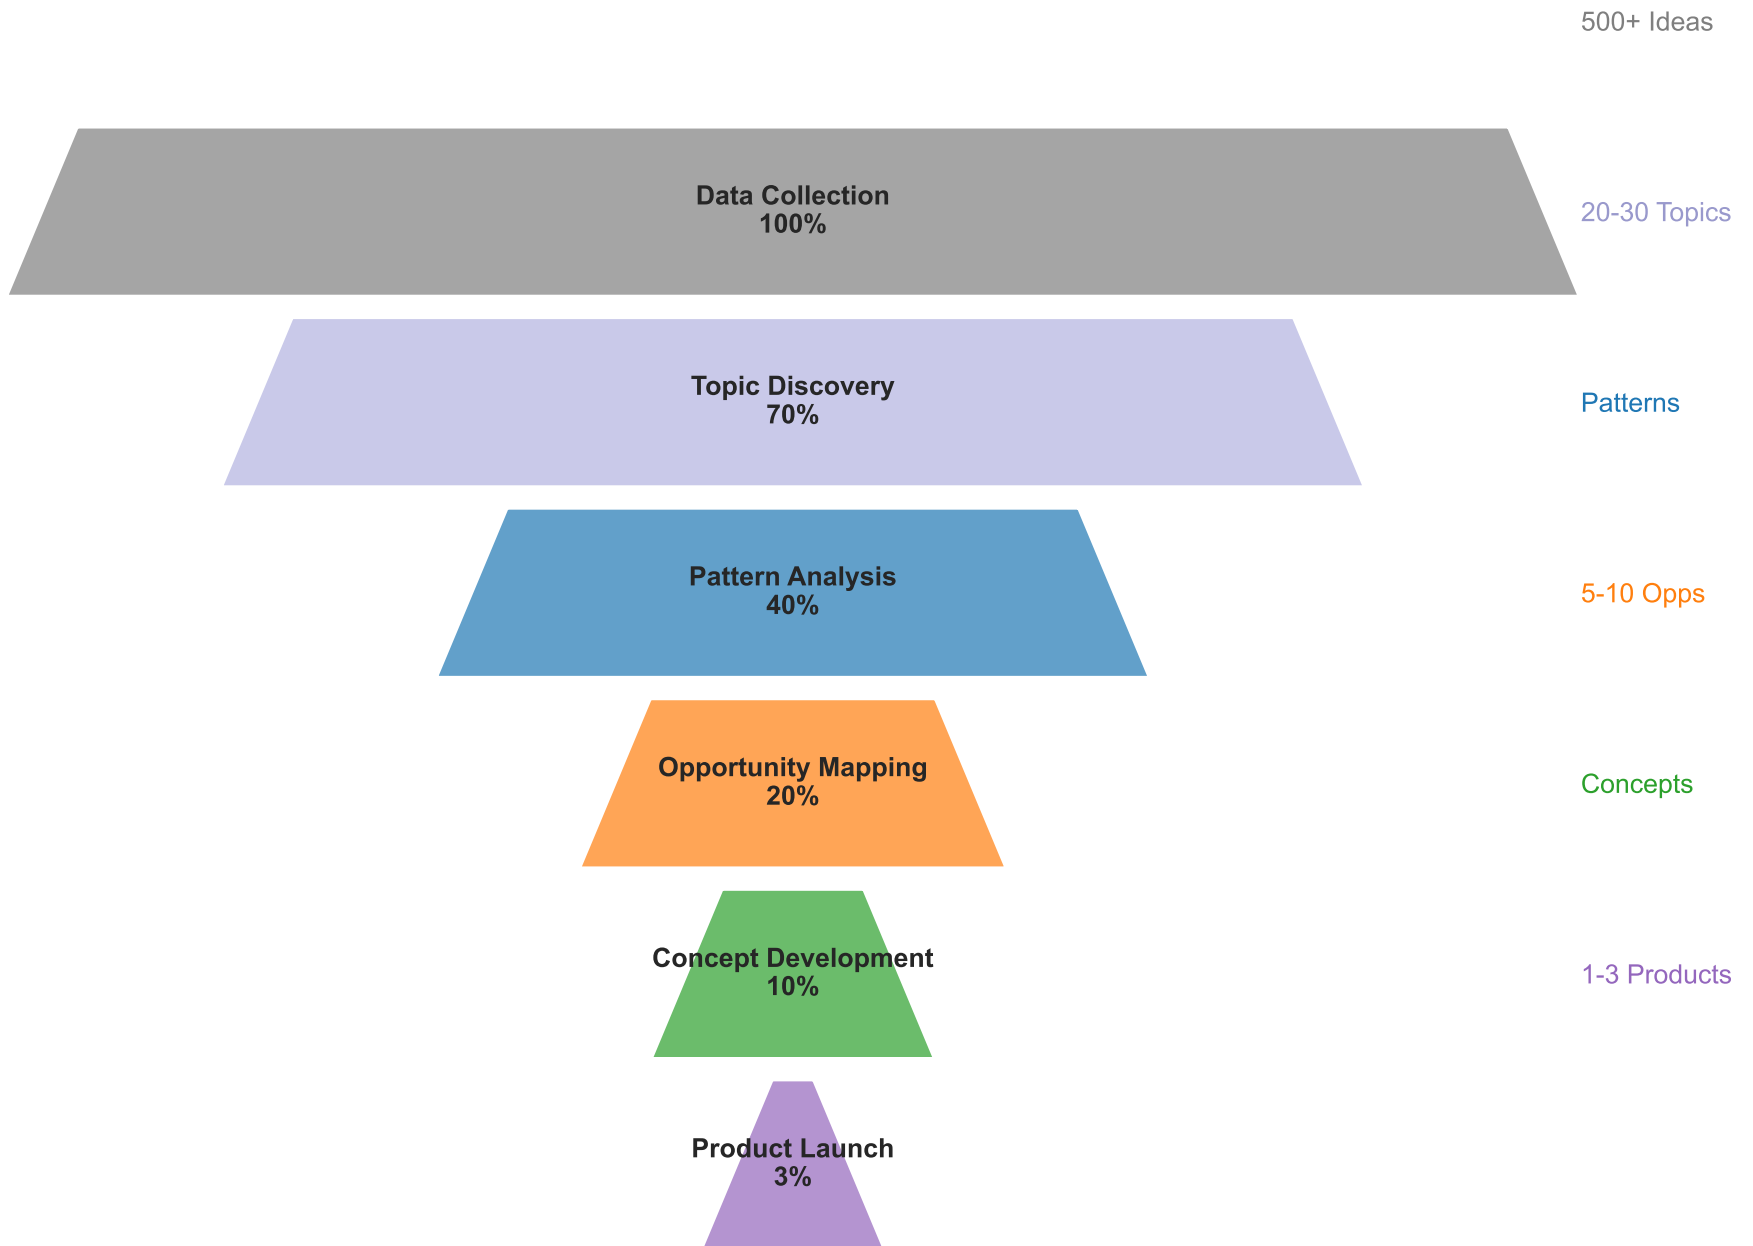 500+ Ideas
Data Collection
100%
20-30 Topics
Topic Discovery
70%
Patterns
Pattern Analysis
40%
5-10 Opps
Opportunity Mapping
20%
Concepts
Concept Development
10%
1-3 Products
Product Launch
3%